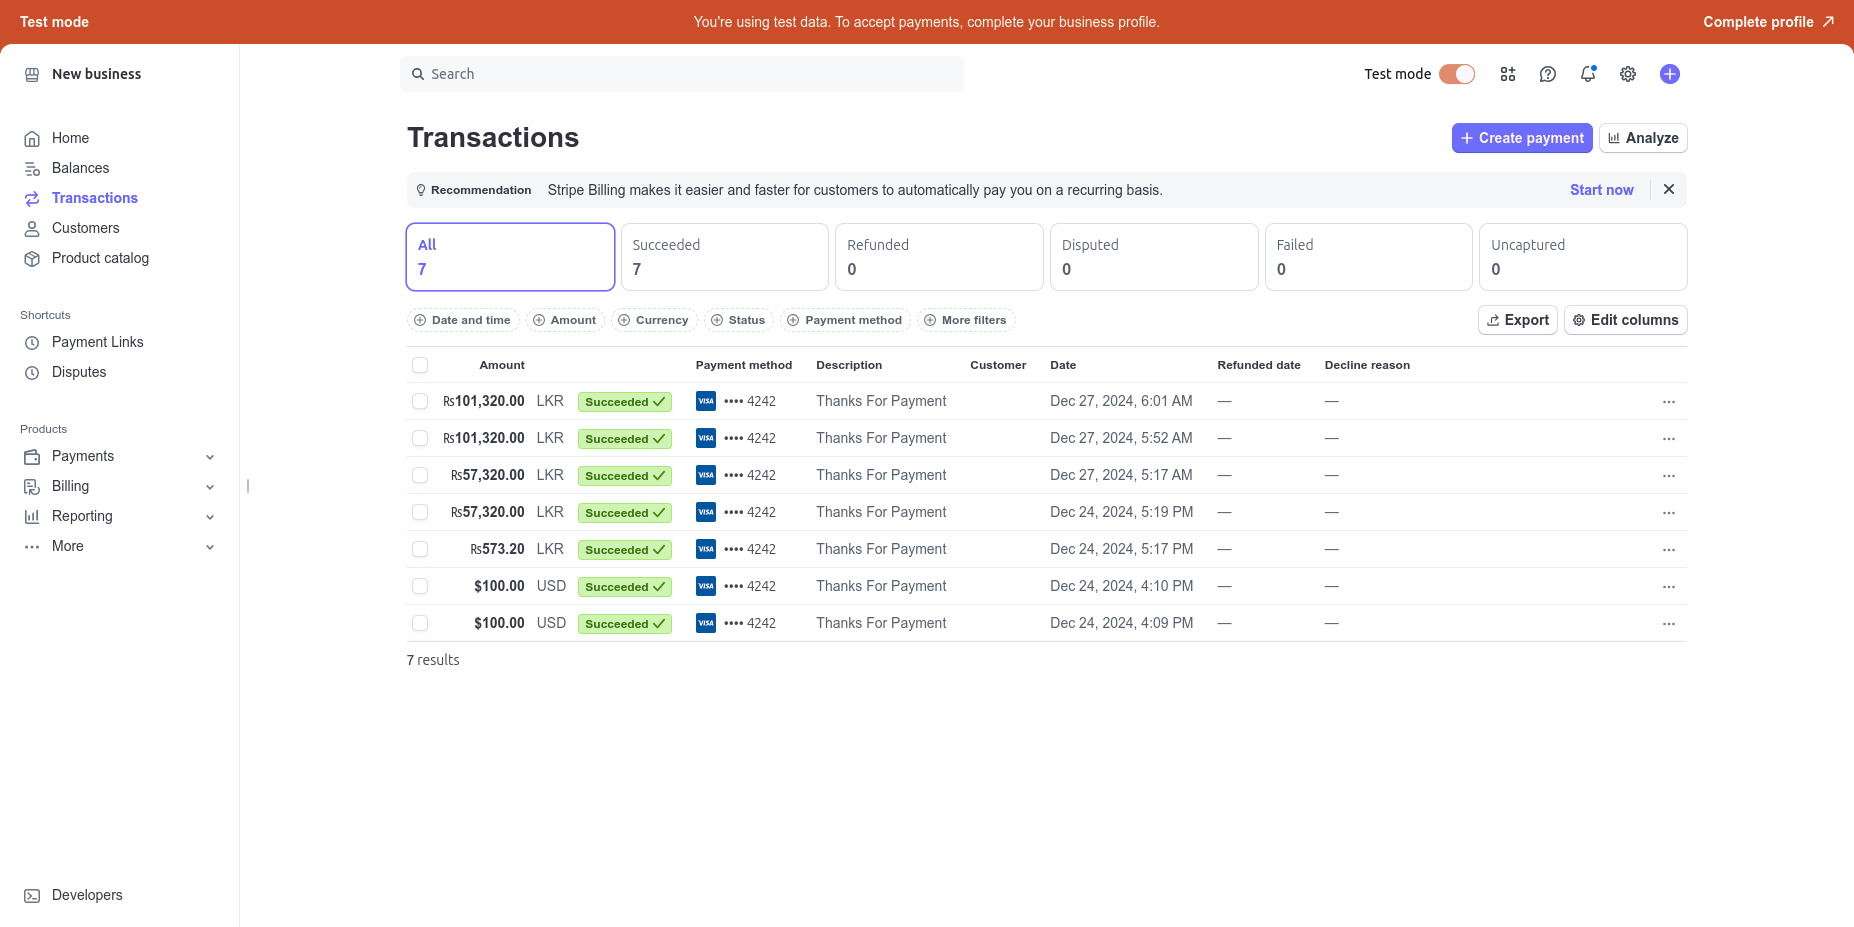 Test mode
You're using test data. To accept payments, complete your business profile.
Complete profile
New business
Search
Test mode
Home
Balances
Transactions
Customers
Product catalog
Shortcuts
Payment Links
Disputes
Products
Payments
Billing
Reporting
More
Developers
Transactions
Create payment
Analyze
Recommendation Stripe Billing makes it easier and faster for customers to automatically pay you on a recurring basis. Start now
All Succeeded Refunded Disputed Failed Uncaptured
7 7 0 0 0 0
Date and time Amount Currency Status Payment method More filters Export Edit columns
Amount Payment method Description Customer Date Refunded date Decline reason
Rs101,320.00 LKR Succeeded VISA •••• 4242 Thanks For Payment Dec 27, 2024, 6:01 AM — — ···
Rs101,320.00 LKR Succeeded VISA •••• 4242 Thanks For Payment Dec 27, 2024, 5:52 AM — — ···
Rs57,320.00 LKR Succeeded VISA •••• 4242 Thanks For Payment Dec 27, 2024, 5:17 AM — — ···
Rs57,320.00 LKR Succeeded VISA •••• 4242 Thanks For Payment Dec 24, 2024, 5:19 PM — — ···
Rs573.20 LKR Succeeded VISA •••• 4242 Thanks For Payment Dec 24, 2024, 5:17 PM — — ···
$100.00 USD Succeeded VISA •••• 4242 Thanks For Payment Dec 24, 2024, 4:10 PM — — ···
$100.00 USD Succeeded VISA •••• 4242 Thanks For Payment Dec 24, 2024, 4:09 PM — — ···
7 results